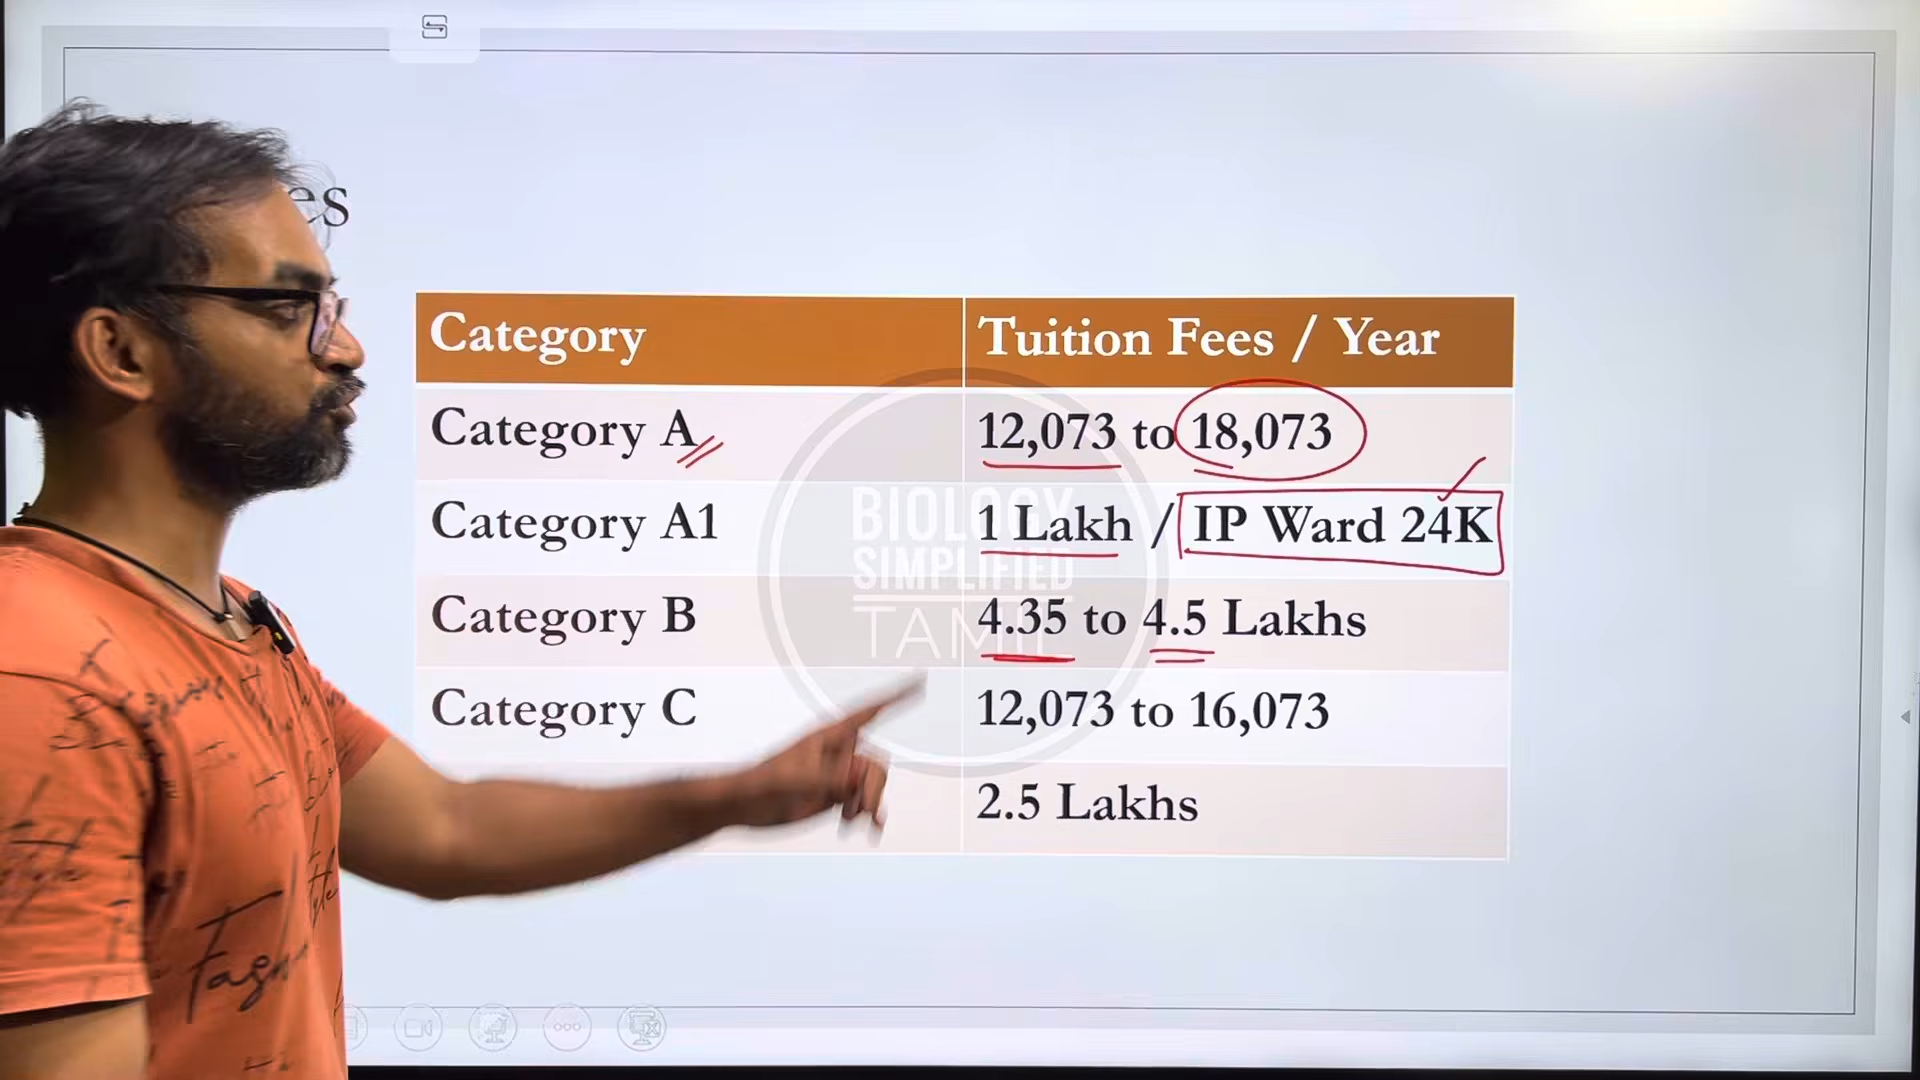 es
Category Tuition Fees / Year
Category A 12,073 to 18,073
Category A1 1 Lakh / IP Ward 24K
Category B 4.35 to 4.5 Lakhs
Category C 12,073 to 16,073
2.5 Lakhs
BIOLOGY
SIMPLIFIED
TAMIL